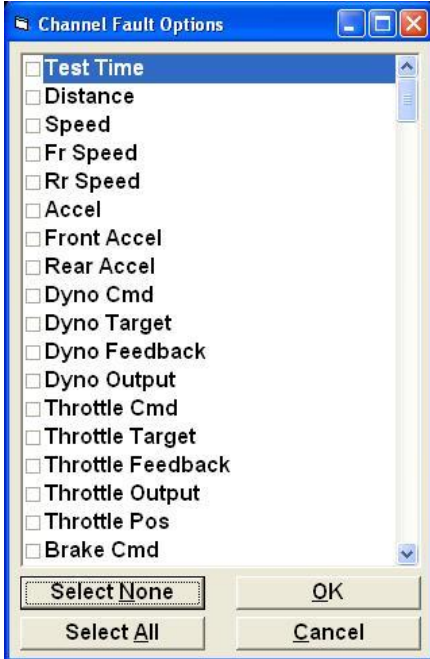 Channel Fault Options
Test Time
Distance
Speed
Fr Speed
Rr Speed
Accel
Front Accel
Rear Accel
Dyno Cmd
Dyno Target
Dyno Feedback
Dyno Output
Throttle Cmd
Throttle Target
Throttle Feedback
Throttle Output
Throttle Pos
Brake Cmd
Select None
OK
Select All
Cancel